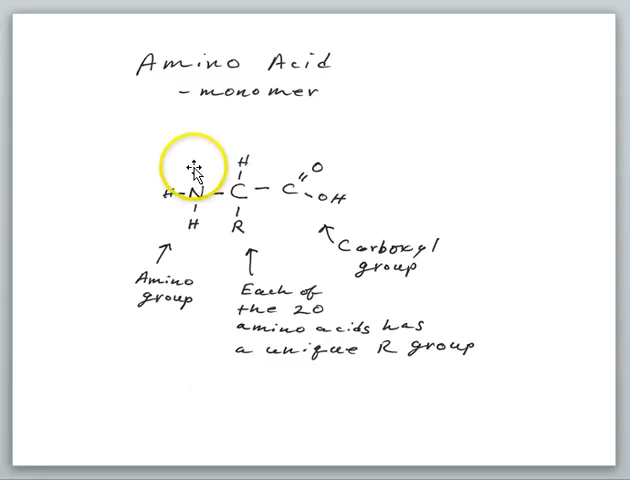 Amino Acid
- monomer
H O
H - N - C - C - OH
H R
Carboxyl
group
Amino
group
Each of
the 20
amino acids has
a unique R group